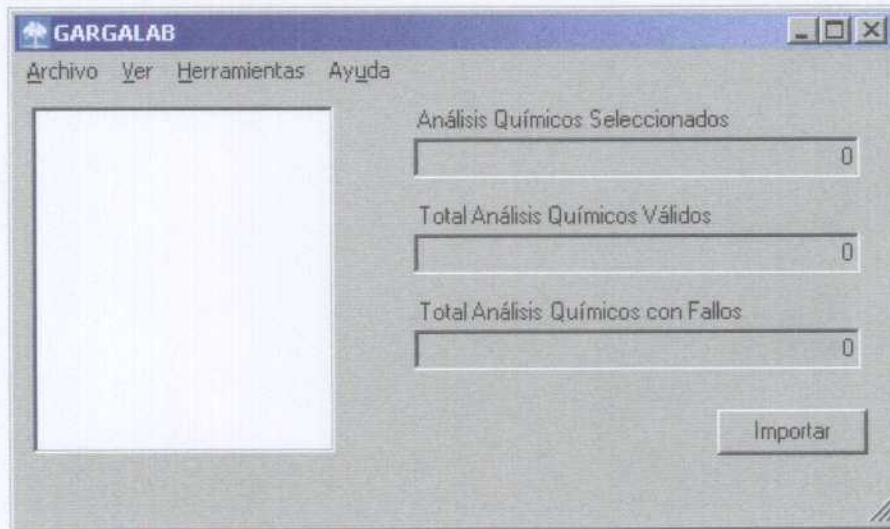 GARGALAB
Archivo Ver Herramientas Ayuda
Análisis Químicos Seleccionados
0
Total Análisis Químicos Válidos
0
Total Análisis Químicos con Fallos
0
Importar